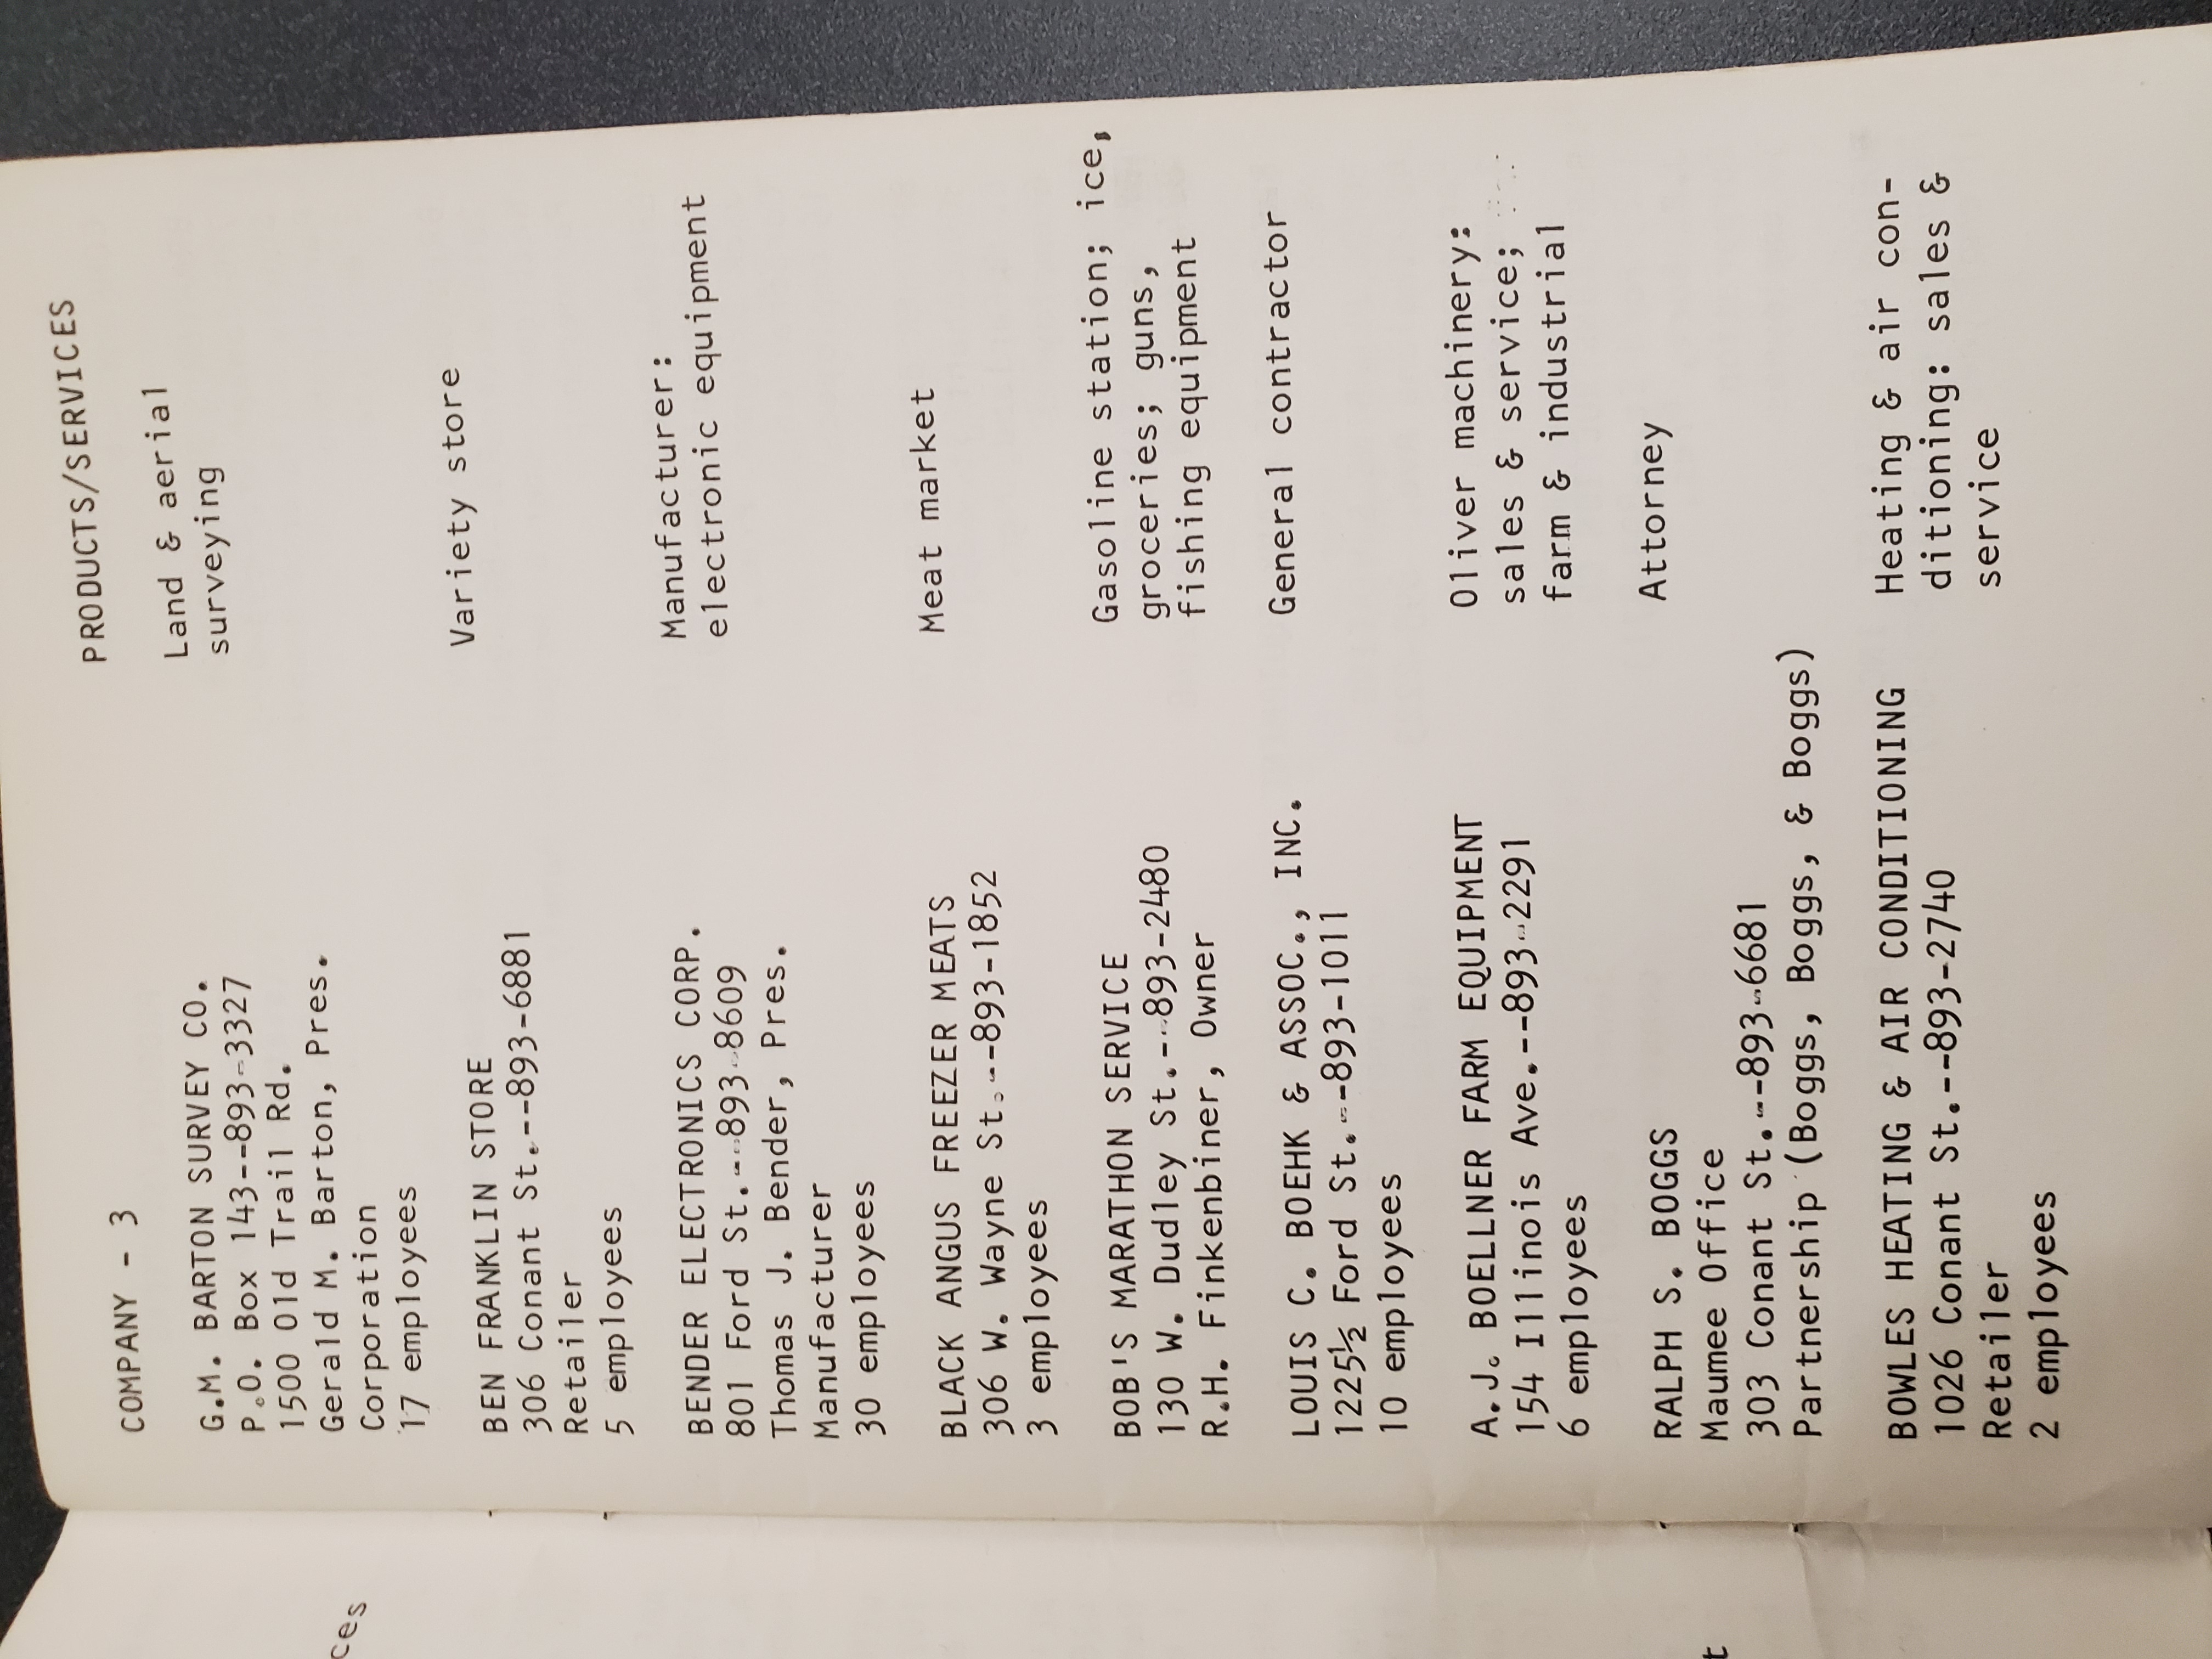 COMPANY - 3 PRODUCTS/SERVICES
G.M. BARTON SURVEY CO. Land & aerial
P.O. Box 143--893-3327 surveying
1500 Old Trail Rd.
Gerald M. Barton, Pres.
Corporation
17 employees
BEN FRANKLIN STORE Variety store
306 Conant St.--893-6881
Retailer
5 employees
BENDER ELECTRONICS CORP. Manufacturer:
801 Ford St.--893-8609 electronic equipment
Thomas J. Bender, Pres.
Manufacturer
30 employees
BLACK ANGUS FREEZER MEATS Meat market
306 W. Wayne St.--893-1852
3 employees
BOB'S MARATHON SERVICE Gasoline station; ice,
130 W. Dudley St.--893-2480 groceries; guns,
R.H. Finkenbiner, Owner fishing equipment
LOUIS C. BOEHK & ASSOC., INC. General contractor
1225½ Ford St.--893-1011
10 employees
A.J. BOELLNER FARM EQUIPMENT Oliver machinery:
154 Illinois Ave.--893-2291 sales & service;
6 employees farm & industrial
RALPH S. BOGGS Attorney
Maumee Office
303 Conant St.--893-6681
Partnership (Boggs, Boggs, & Boggs)
BOWLES HEATING & AIR CONDITIONING Heating & air con-
1026 Conant St.--893-2740 ditioning: sales &
Retailer service
2 employees
ces
t